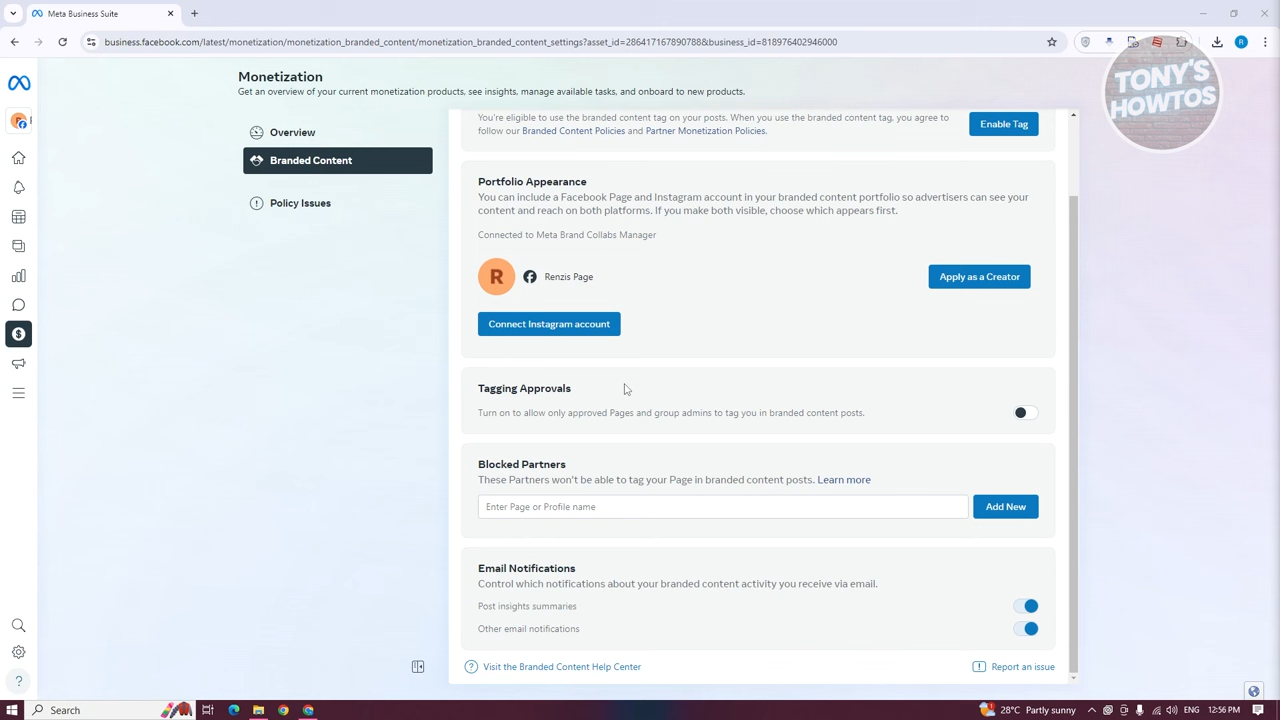 Meta Business Suite
business.facebook.com/latest/monetization/monetization_branded_content/monetization_branded_content_settings?asset_id=286417167890788&business_id=818976402946000
R
TONY'S
HOWTOS
Monetization
Get an overview of your current monetization products, see insights, manage available tasks, and onboard to new products.
Overview
Branded Content
Policy Issues
You're eligible to use the branded content tag on your posts. When you use the branded content tag, you agree to
follow our Branded Content Policies and Partner Monetization Policies.
Enable Tag
Portfolio Appearance
You can include a Facebook Page and Instagram account in your branded content portfolio so advertisers can see your
content and reach on both platforms. If you make both visible, choose which appears first.
Connected to Meta Brand Collabs Manager
R
Renzis Page
Apply as a Creator
Connect Instagram account
Tagging Approvals
Turn on to allow only approved Pages and group admins to tag you in branded content posts.
Blocked Partners
These Partners won't be able to tag your Page in branded content posts. Learn more
Enter Page or Profile name
Add New
Email Notifications
Control which notifications about your branded content activity you receive via email.
Post insights summaries
Other email notifications
Visit the Branded Content Help Center
Report an issue
Search
28°C Partly sunny
ENG
12:56 PM